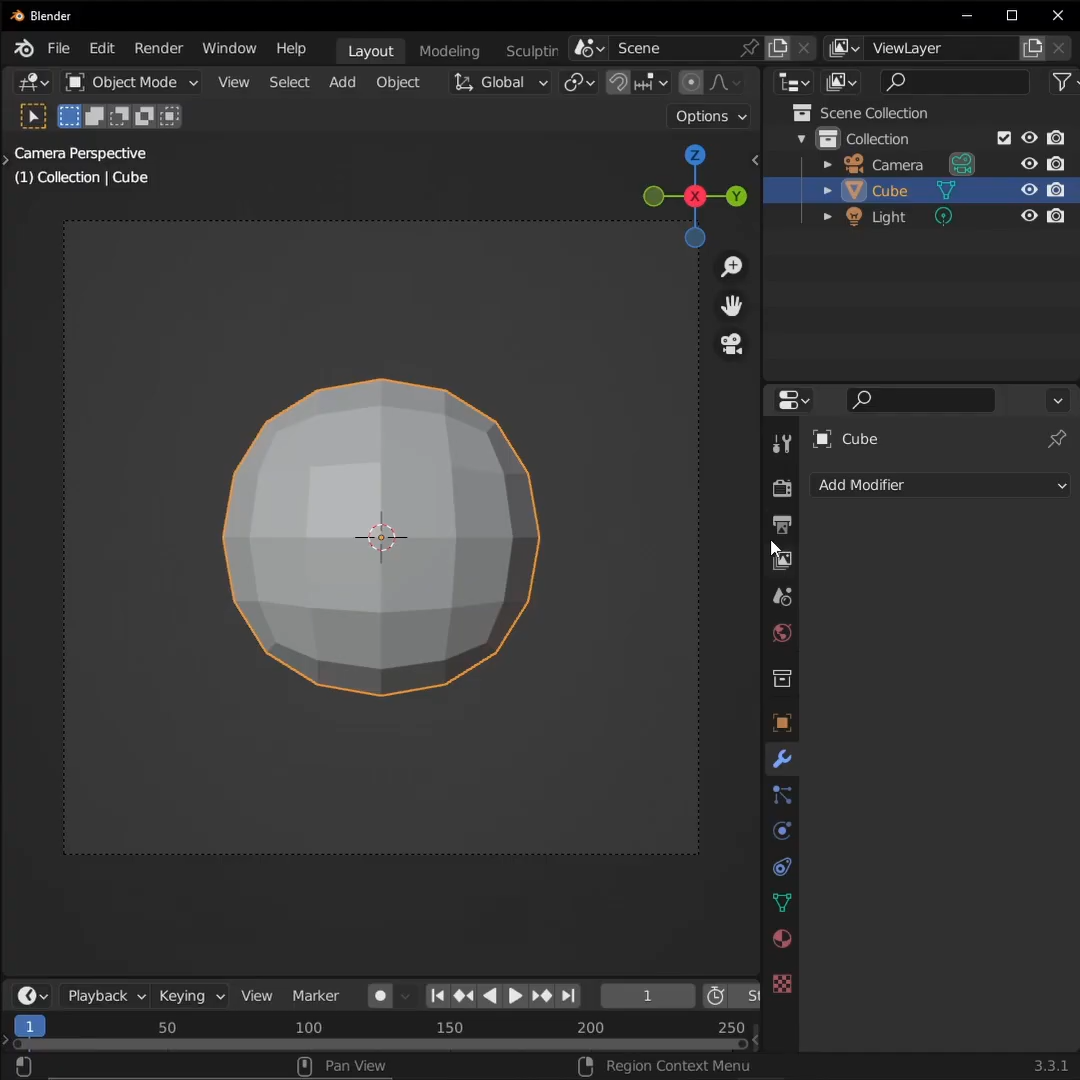 Blender
File Edit Render Window Help Layout Modeling Sculptin Scene ViewLayer
Object Mode View Select Add Object Global
Options
Camera Perspective
(1) Collection | Cube
Z
X
Y
Scene Collection
Collection
Camera
Cube
Light
Cube
Add Modifier
Playback Keying View Marker 1 St
1 50 100 150 200 250
Pan View Region Context Menu 3.3.1